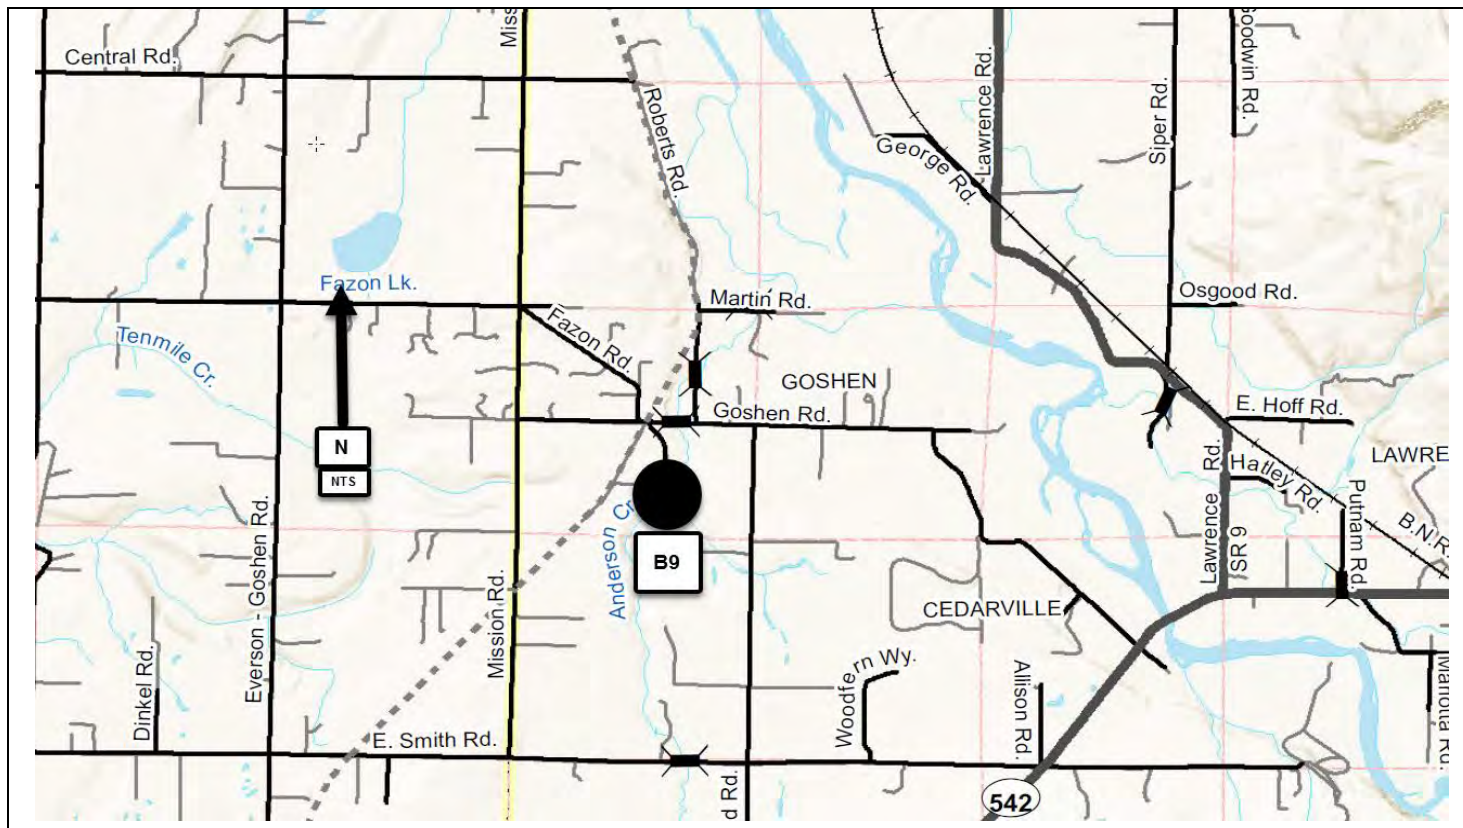 Central Rd.
Miss
Roberts Rd.
George Rd.
Lawrence Rd.
Siper Rd.
Goodwin Rd.
Fazon Lk.
Tenmile Cr.
Fazon Rd.
Martin Rd.
Osgood Rd.
GOSHEN
Goshen Rd.
E. Hoff Rd.
N
NTS
Hatley Rd.
LAWRE
Putnam Rd.
B.N.R.
Lawrence Rd.
SR 9
Everson - Goshen Rd.
Mission Rd.
Anderson Cr.
B9
CEDARVILLE
Dinkel Rd.
E. Smith Rd.
Woodfern Wy.
Allison Rd.
d Rd.
542